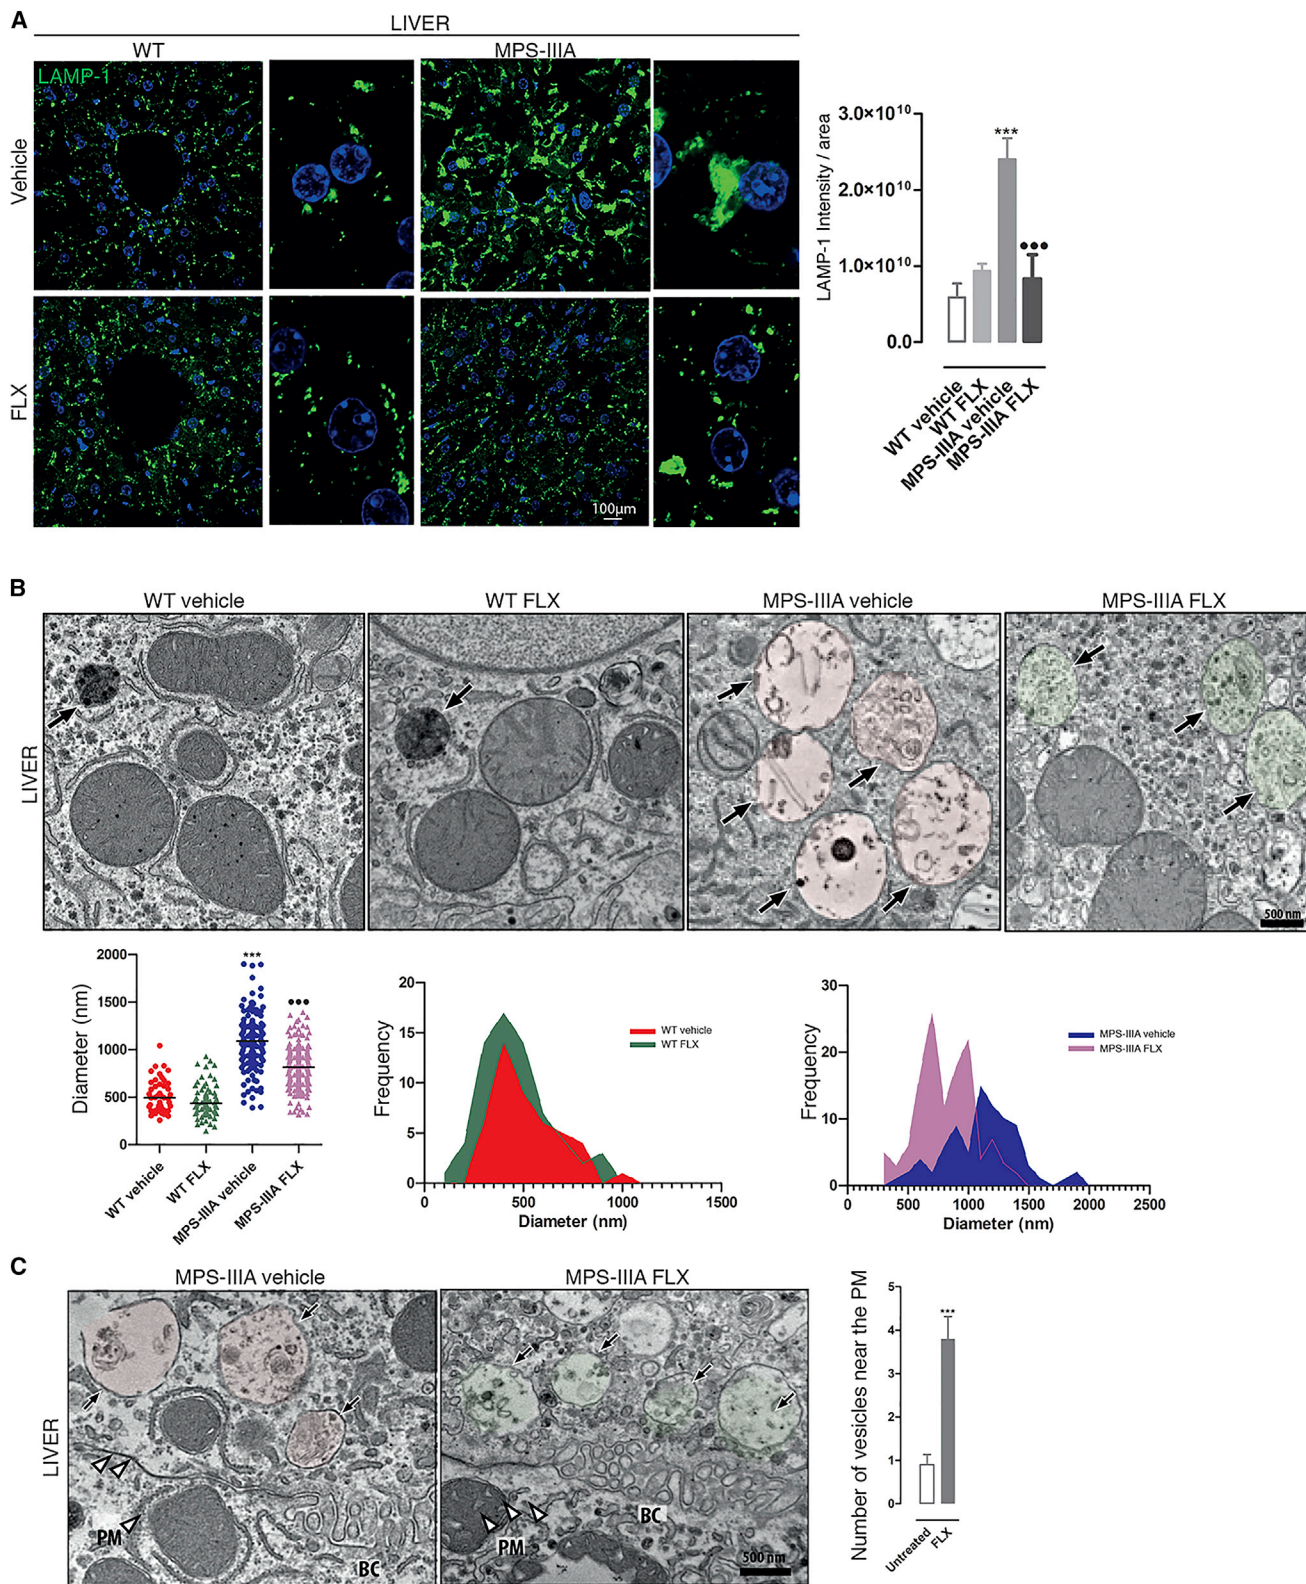 A
LIVER
WT
MPS-IIIA
LAMP-1
Vehicle
FLX
100μm
LAMP-1 Intensity / area
3.0×10¹⁰
2.0×10¹⁰
1.0×10¹⁰
0.0
***
●●●
WT vehicle
WT FLX
MPS-IIIA vehicle
MPS-IIIA FLX
B
WT vehicle
WT FLX
MPS-IIIA vehicle
MPS-IIIA FLX
LIVER
500 nm
Diameter (nm)
2000
1500
1000
500
0
***
●●●
WT vehicle
WT FLX
MPS-IIIA vehicle
MPS-IIIA FLX
Frequency
20
15
10
5
0
0
500
1000
1500
Diameter (nm)
WT vehicle
WT FLX
Frequency
30
20
10
0
0
500
1000
1500
2000
2500
Diameter (nm)
MPS-IIIA vehicle
MPS-IIIA FLX
C
MPS-IIIA vehicle
MPS-IIIA FLX
LIVER
PM
BC
PM
BC
500 nm
Number of vesicles near the PM
5
4
3
2
1
0
***
Untreated
FLX